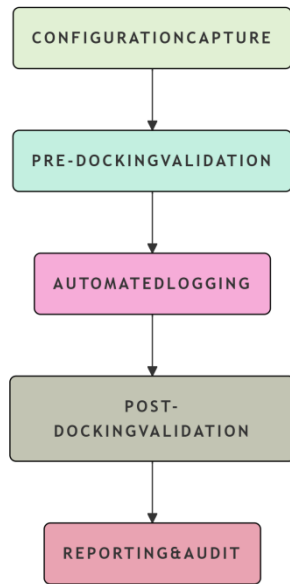 CONFIGURATIONCAPTURE
PRE-DOCKINGVALIDATION
AUTOMATEDLOGGING
POST-
DOCKINGVALIDATION
REPORTING&AUDIT